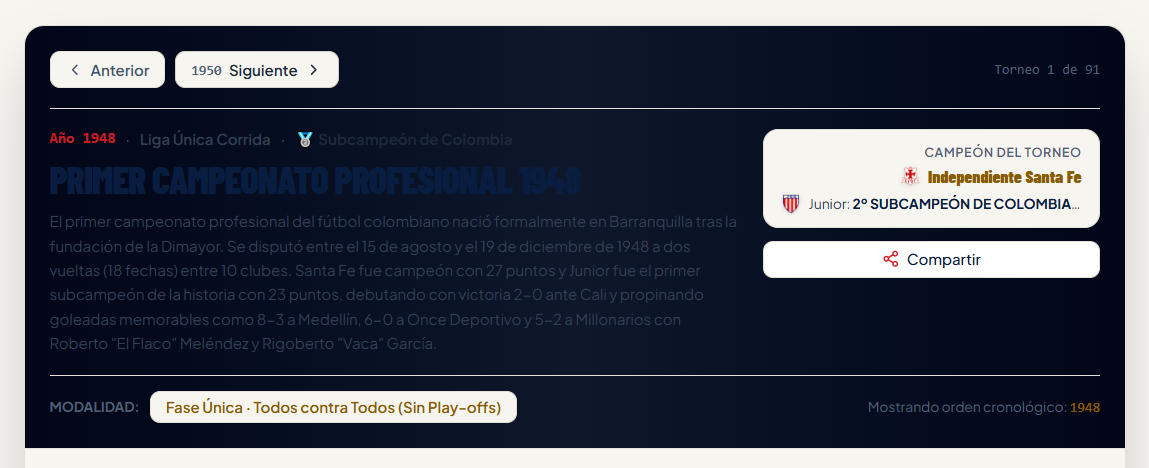 Anterior
1950 Siguiente
Torneo 1 de 91
Año 1948 · Liga Única Corrida · Subcampeón de Colombia
PRIMER CAMPEONATO PROFESIONAL 1948
El primer campeonato profesional del fútbol colombiano nació formalmente en Barranquilla tras la
fundación de la Dimayor. Se disputó entre el 15 de agosto y el 19 de diciembre de 1948 a dos
vueltas (18 fechas) entre 10 clubes. Santa Fe fue campeón con 27 puntos y Junior fue el primer
subcampeón de la historia con 23 puntos, debutando con victoria 2–0 ante Cali y propinando
goleadas memorables como 8–3 a Medellín, 6–0 a Once Deportivo y 5–2 a Millonarios con
Roberto "El Flaco" Meléndez y Rigoberto "Vaca" García.
CAMPEÓN DEL TORNEO
Independiente Santa Fe
Junior: 2º SUBCAMPEÓN DE COLOMBIA...
Compartir
MODALIDAD: Fase Única · Todos contra Todos (Sin Play-offs)
Mostrando orden cronológico: 1948